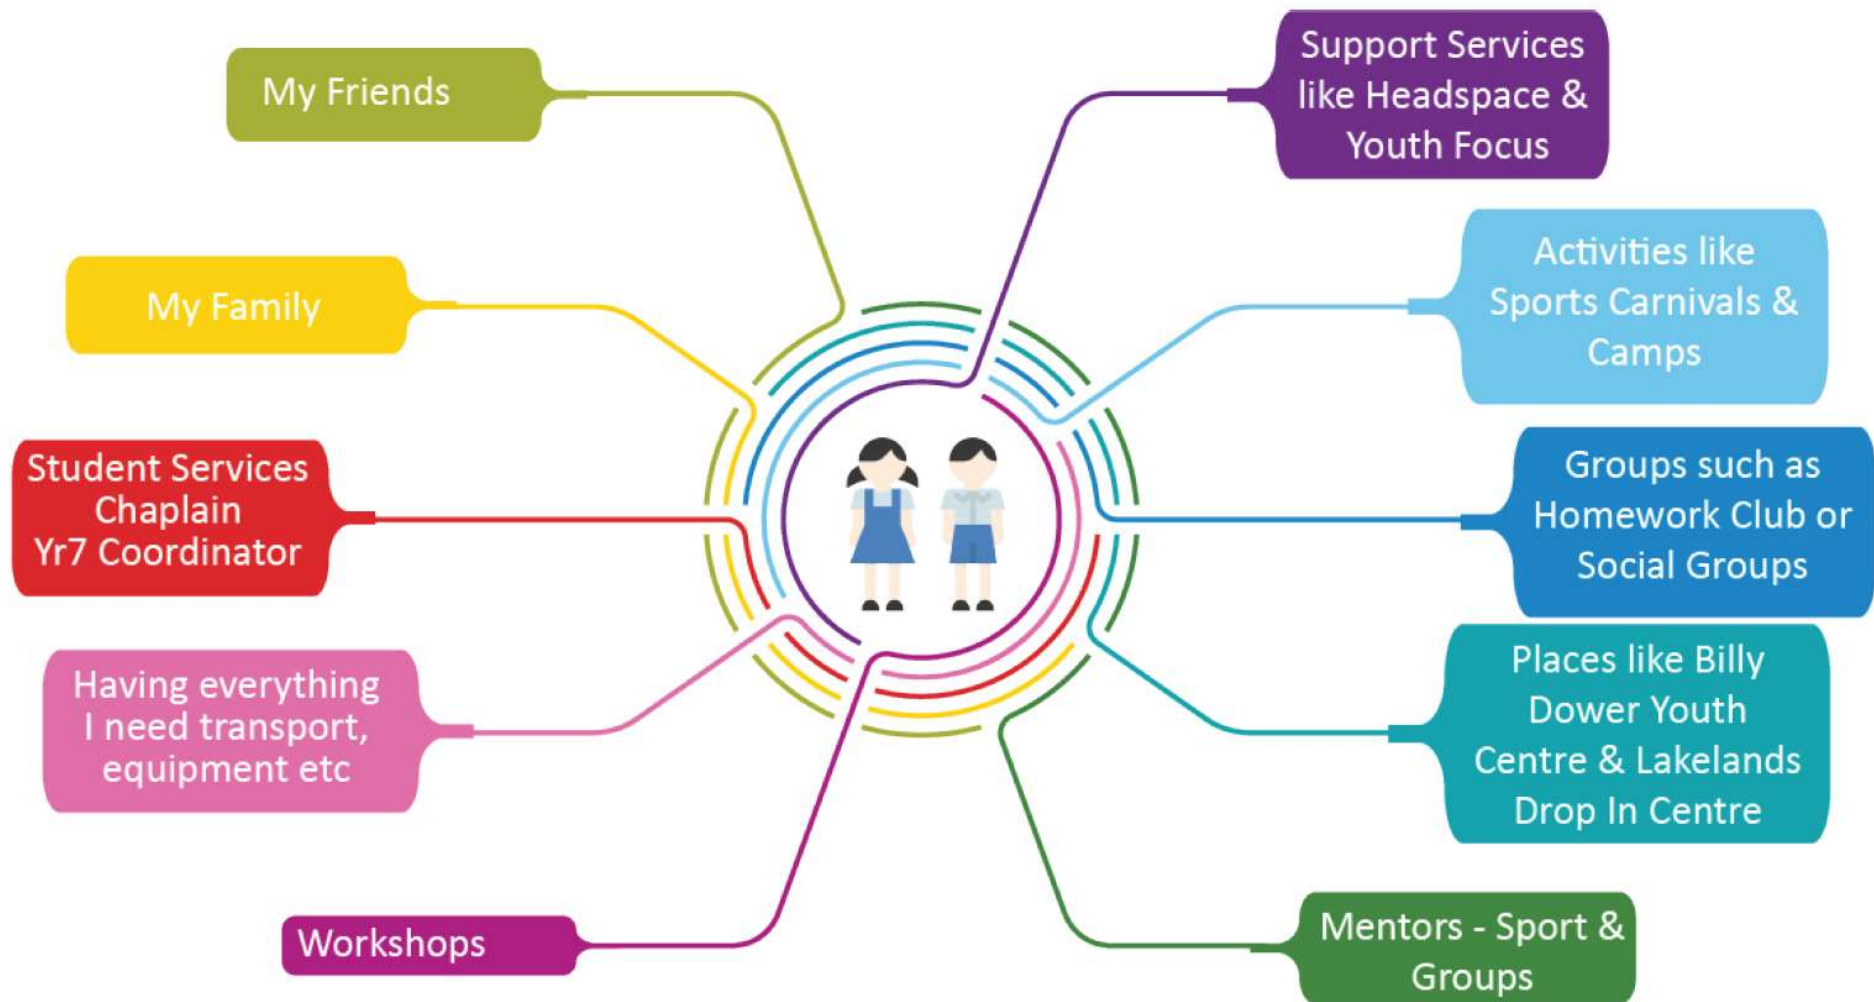 My Friends
My Family
Student Services
Chaplain
Yr7 Coordinator
Having everything
I need transport,
equipment etc
Workshops
Support Services
like Headspace &
Youth Focus
Activities like
Sports Carnivals &
Camps
Groups such as
Homework Club or
Social Groups
Places like Billy
Dower Youth
Centre & Lakelands
Drop In Centre
Mentors - Sport &
Groups